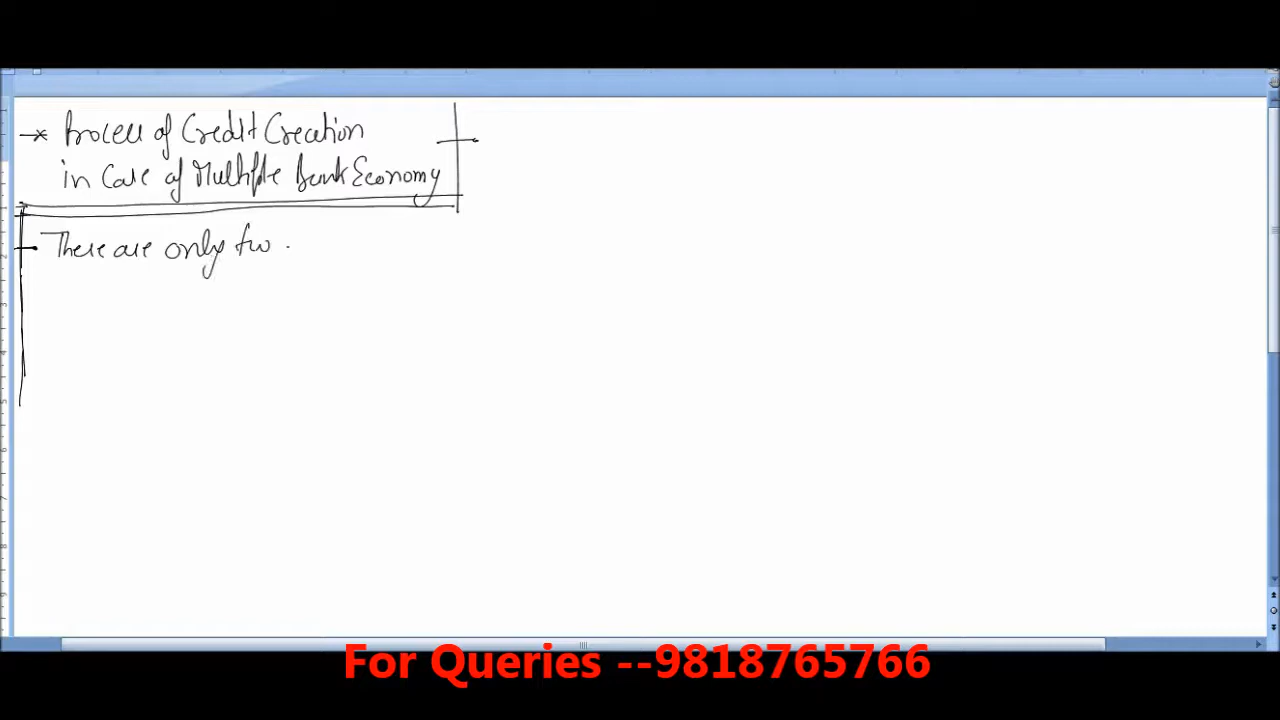 Process of Credit Creation
in Case of Multiple Bank Economy
There are only two
For Queries --9818765766